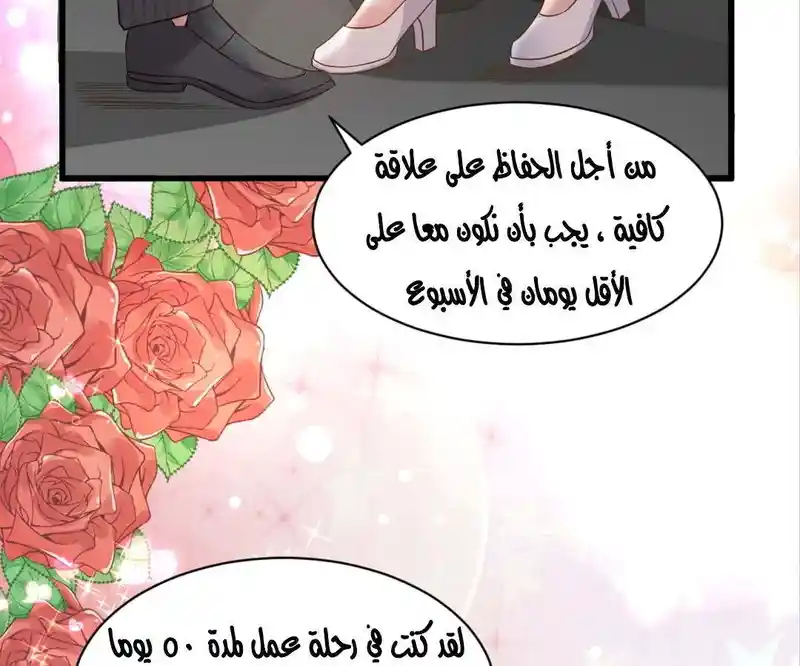 من أجل الحفاظ على علاقة
كافية ، يجب بأن نكون معا على
الأقل يومان في الأسبوع
لقد كنت في رحلة عمل لمدة ٥٠ يوما